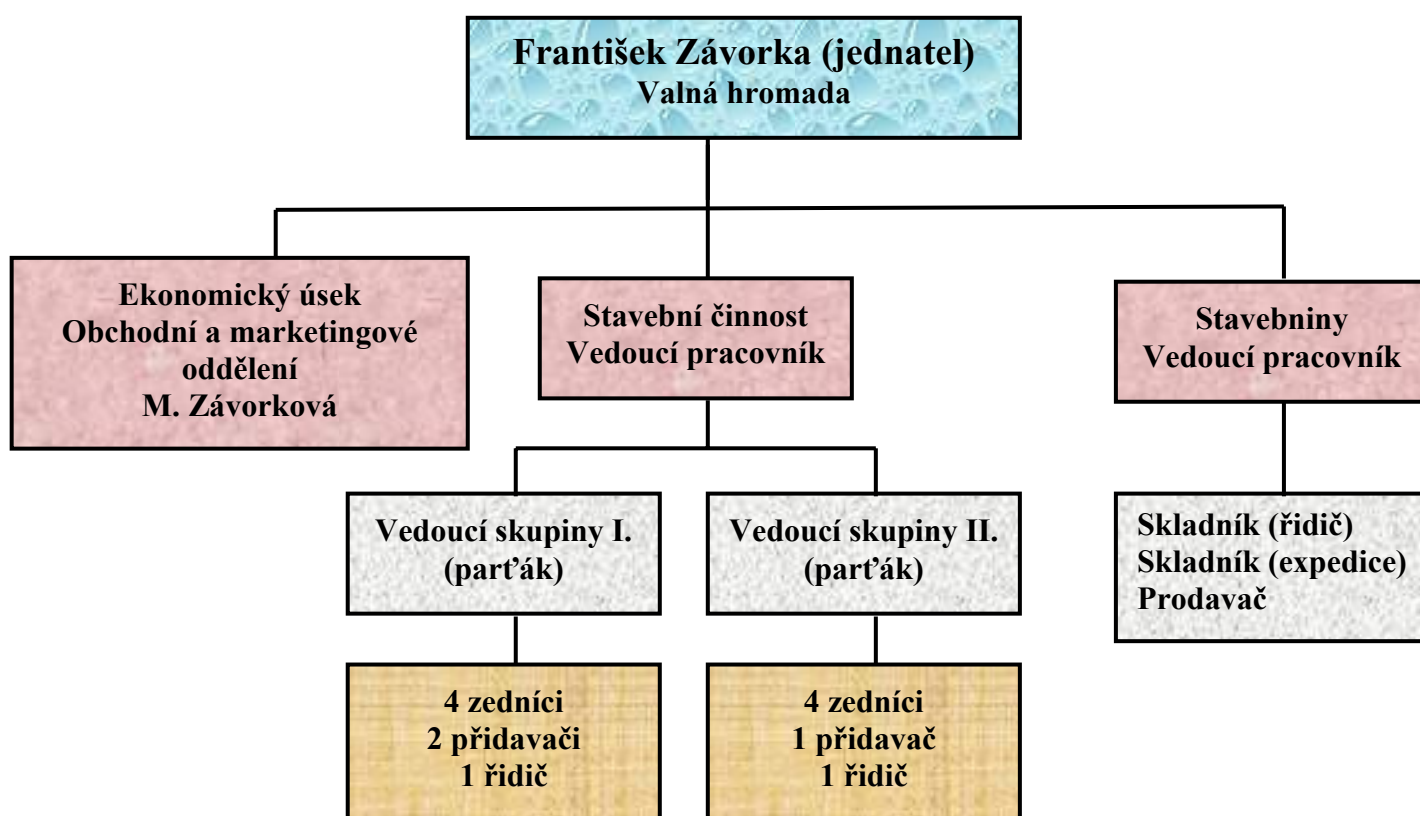 František Závorka (jednatel)
Valná hromada
Ekonomický úsek
Obchodní a marketingové
oddělení
M. Závorková
Stavební činnost
Vedoucí pracovník
Stavebniny
Vedoucí pracovník
Vedoucí skupiny I.
(parťák)
Vedoucí skupiny II.
(parťák)
Skladník (řidič)
Skladník (expedice)
Prodavač
4 zedníci
2 přidavači
1 řidič
4 zedníci
1 přidavač
1 řidič